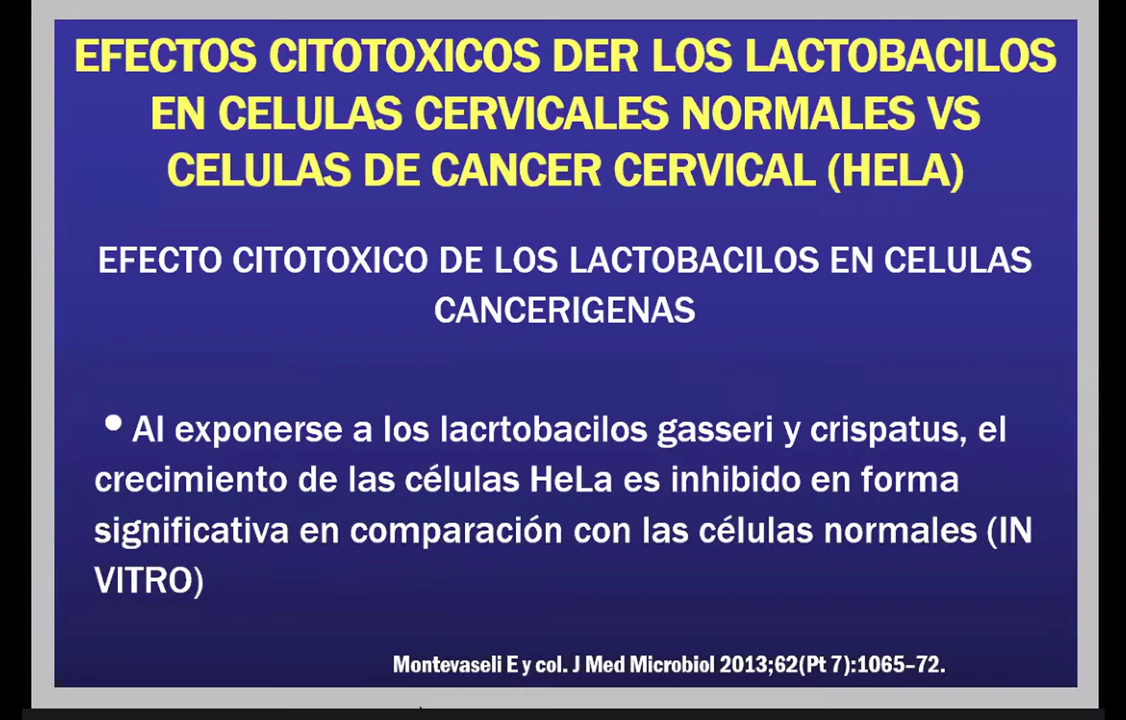 EFECTOS CITOTOXICOS DER LOS LACTOBACILOS
EN CELULAS CERVICALES NORMALES VS
CELULAS DE CANCER CERVICAL (HELA)
EFECTO CITOTOXICO DE LOS LACTOBACILOS EN CELULAS
CANCERIGENAS
• Al exponerse a los lacrtobacilos gasseri y crispatus, el
crecimiento de las células HeLa es inhibido en forma
significativa en comparación con las células normales (IN
VITRO)
Montevaseli E y col. J Med Microbiol 2013;62(Pt 7):1065–72.